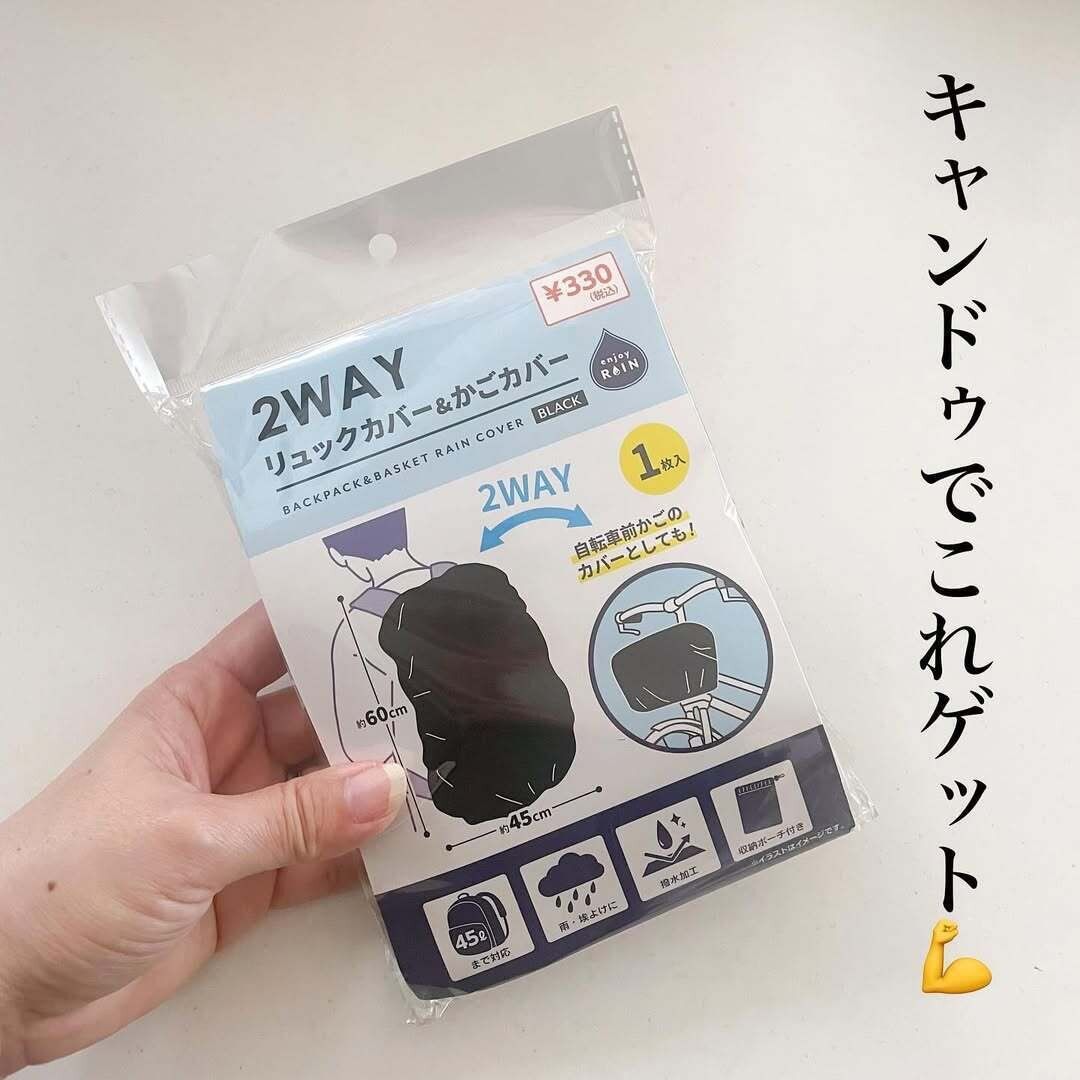 キャンドゥでこれゲット💪
¥330
(税込)
enjoy
RAIN
2WAY
リュックカバー&かごカバー
BACKPACK&BASKET RAIN COVER BLACK
1枚入
2WAY
自転車前かごの
カバーとしても!
約60cm
約45cm
45ℓ
まで対応
雨・埃よけに
撥水加工
収納ポーチ付き
※イラストはイメージです。